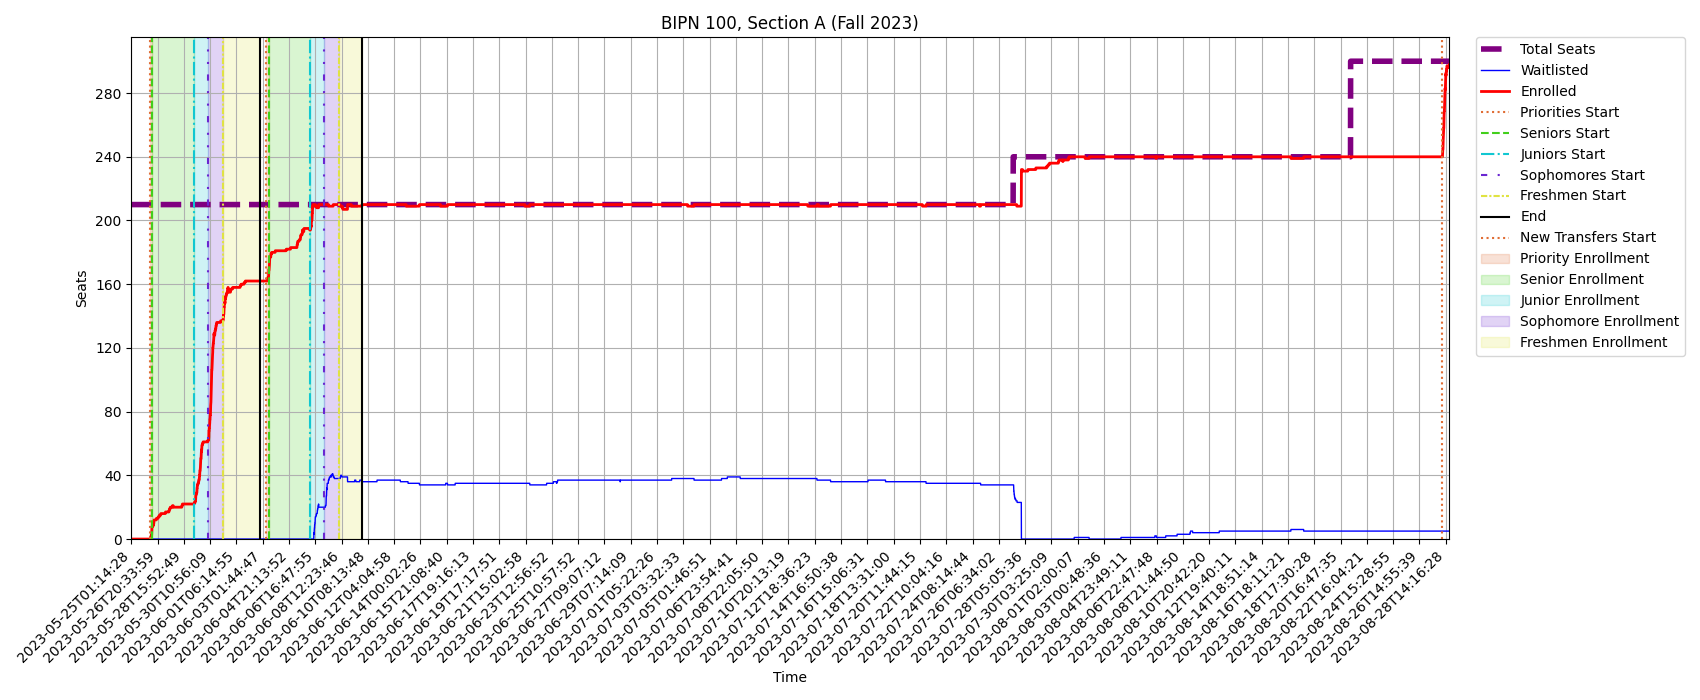 BIPN 100, Section A (Fall 2023)
Seats
280
240
200
160
120
80
40
0
2023-05-25T01:14:28
2023-05-26T20:33:59
2023-05-28T15:52:49
2023-05-30T10:56:09
2023-06-01T06:14:55
2023-06-03T01:44:47
2023-06-04T21:13:52
2023-06-06T16:47:55
2023-06-08T12:23:46
2023-06-10T08:13:48
2023-06-12T04:04:58
2023-06-14T00:02:26
2023-06-15T21:08:40
2023-06-17T19:16:13
2023-06-19T17:17:51
2023-06-21T15:02:58
2023-06-23T12:56:52
2023-06-25T10:57:52
2023-06-27T09:07:12
2023-06-29T07:14:09
2023-07-01T05:22:26
2023-07-03T03:32:33
2023-07-05T01:46:51
2023-07-06T23:54:41
2023-07-08T22:05:50
2023-07-10T20:13:19
2023-07-12T18:36:23
2023-07-14T16:50:38
2023-07-16T15:06:31
2023-07-18T13:31:00
2023-07-20T11:44:15
2023-07-22T10:04:16
2023-07-24T08:14:44
2023-07-26T06:34:02
2023-07-28T05:05:36
2023-07-30T03:25:09
2023-08-01T02:00:07
2023-08-03T00:48:36
2023-08-04T23:49:11
2023-08-06T22:47:48
2023-08-08T21:44:50
2023-08-10T20:42:20
2023-08-12T19:40:11
2023-08-14T18:51:14
2023-08-16T18:11:21
2023-08-18T17:30:28
2023-08-20T16:47:35
2023-08-22T16:04:21
2023-08-24T15:28:55
2023-08-26T14:55:39
2023-08-28T14:16:28
Time
Total Seats
Waitlisted
Enrolled
Priorities Start
Seniors Start
Juniors Start
Sophomores Start
Freshmen Start
End
New Transfers Start
Priority Enrollment
Senior Enrollment
Junior Enrollment
Sophomore Enrollment
Freshmen Enrollment